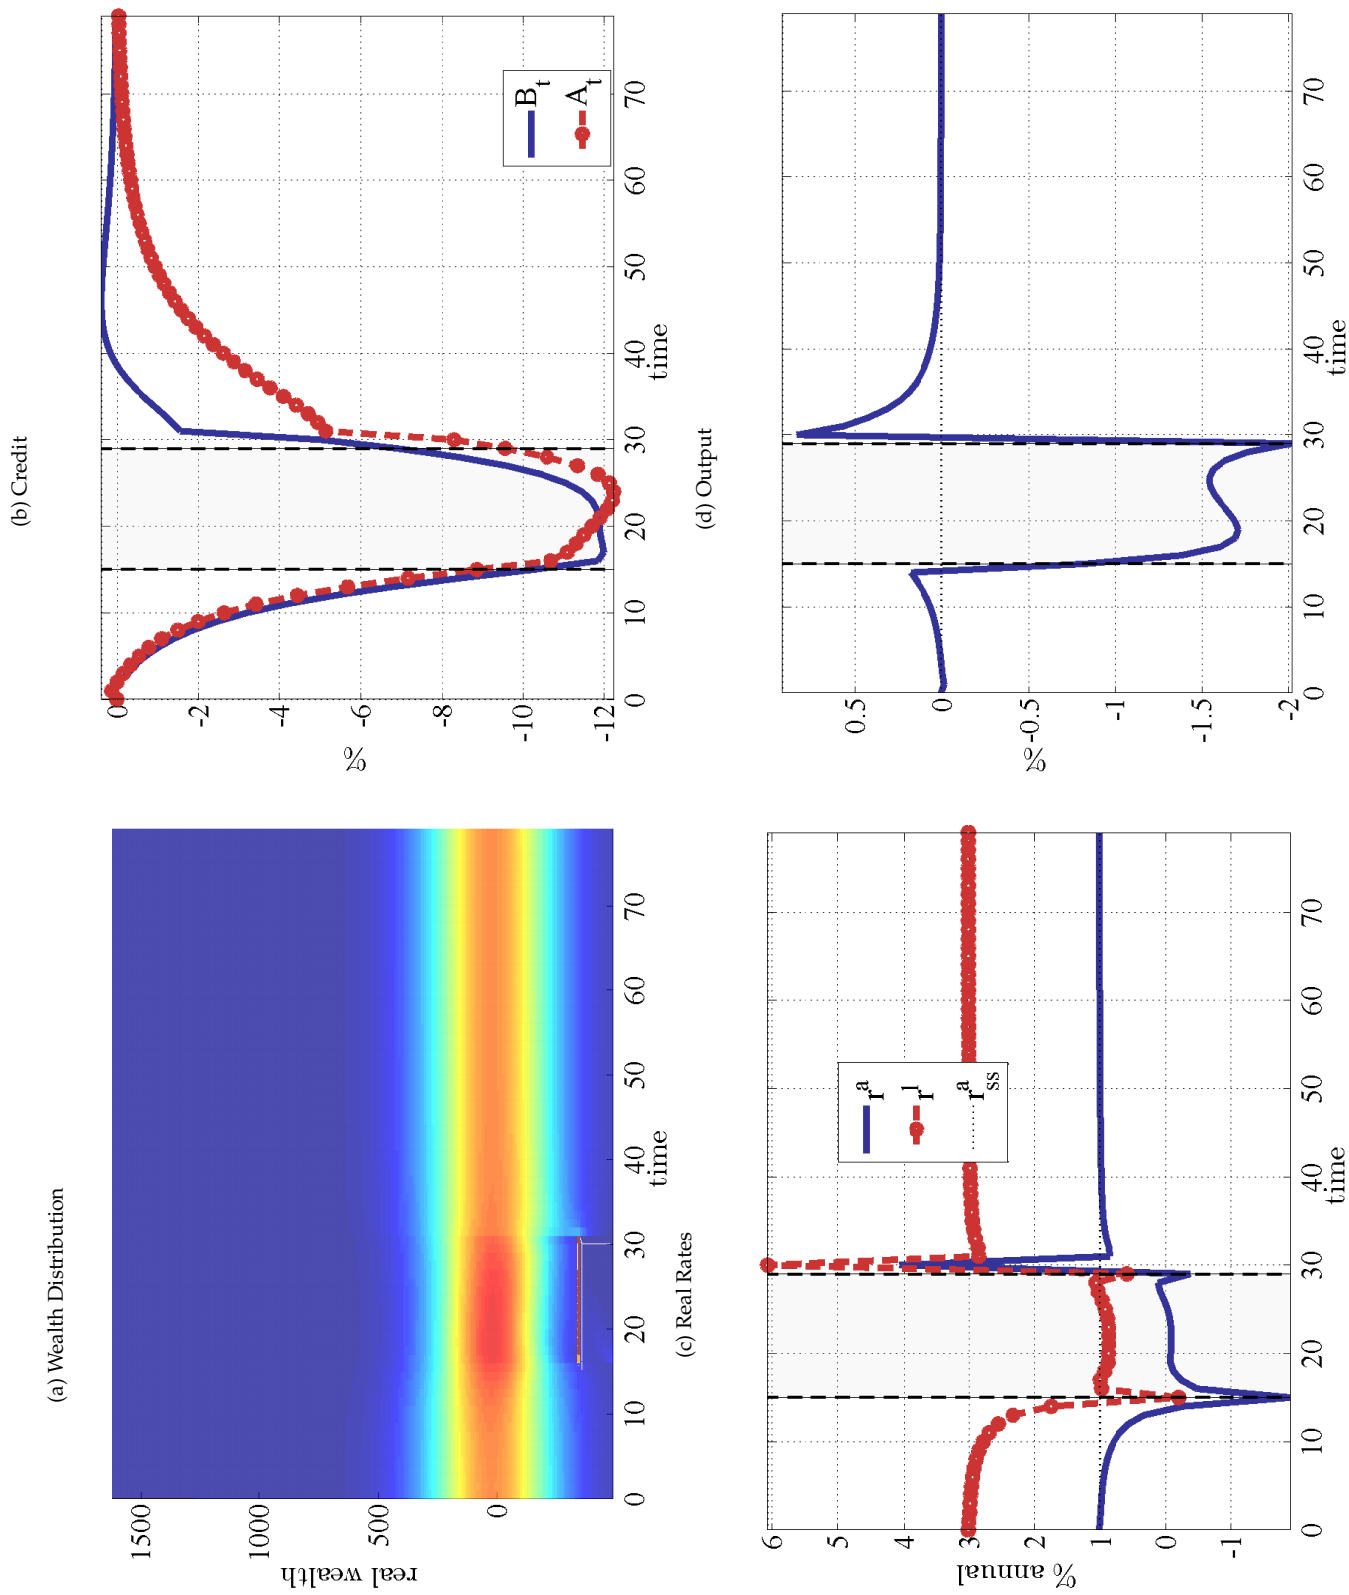 (a) Wealth Distribution
real wealth
1500
1000
500
0
0 10 20 30 40 50 60 70
time
(b) Credit
%
0
-2
-4
-6
-8
-10
-12
0 10 20 30 40 50 60 70
time
B_t
A_t
(c) Real Rates
% annual
6
5
4
3
2
1
0
-1
0 10 20 30 40 50 60 70
time
r^a
r^l
r^a_ss
(d) Output
%
0.5
0
-0.5
-1
-1.5
-2
0 10 20 30 40 50 60 70
time